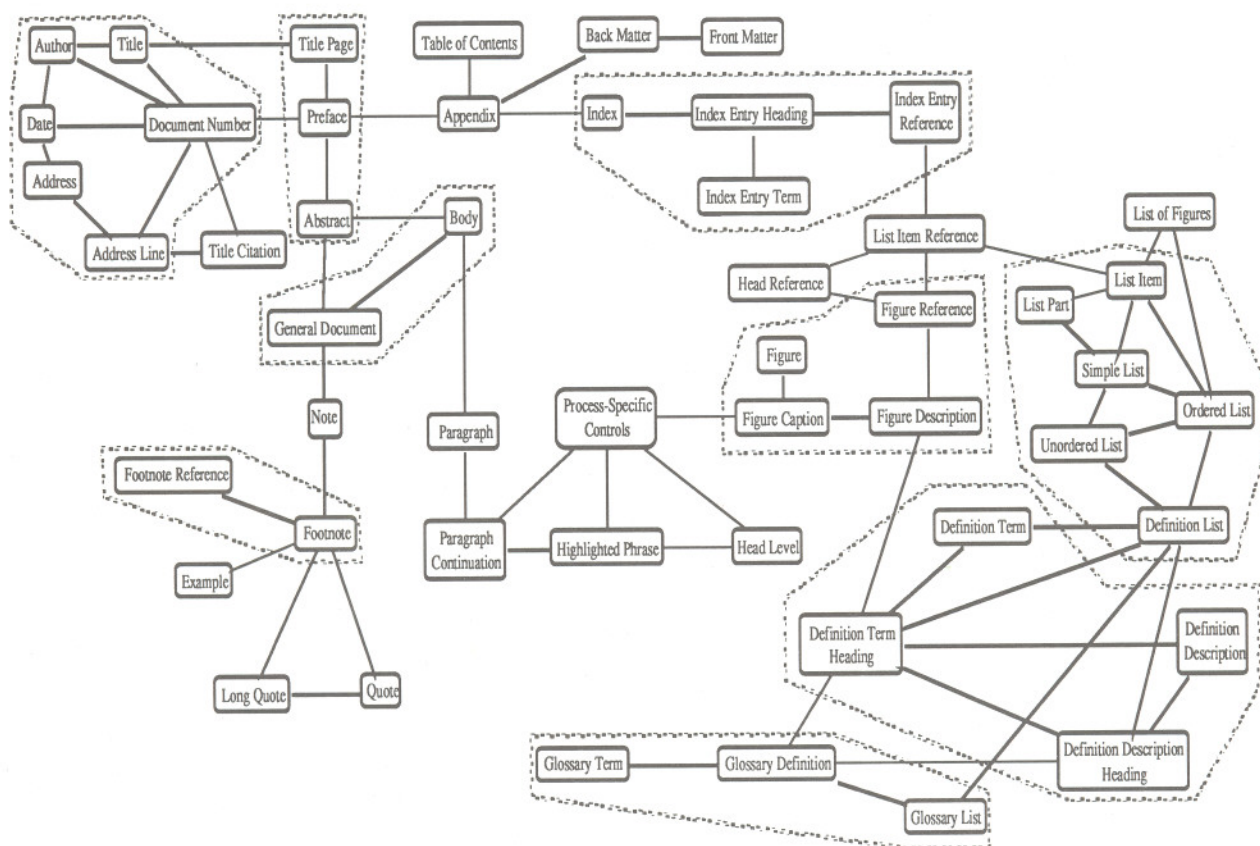 Author
Title
Title Page
Table of Contents
Back Matter
Front Matter
Date
Document Number
Preface
Appendix
Index
Index Entry Heading
Index Entry
Reference
Address
Index Entry Term
Abstract
Body
Address Line
Title Citation
List Item Reference
List of Figures
Head Reference
List Item
General Document
Figure Reference
List Part
Figure
Simple List
Note
Process-Specific
Controls
Figure Caption
Figure Description
Ordered List
Paragraph
Unordered List
Footnote Reference
Footnote
Paragraph
Continuation
Highlighted Phrase
Head Level
Definition Term
Definition List
Example
Definition Term
Heading
Definition
Description
Long Quote
Quote
Glossary Term
Glossary Definition
Definition Description
Heading
Glossary List